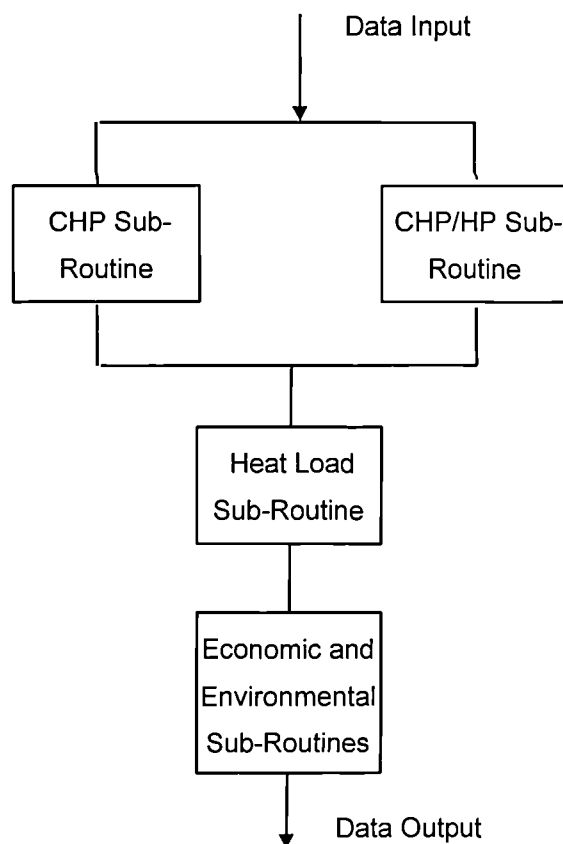 Data Input
CHP Sub-
Routine
CHP/HP Sub-
Routine
Heat Load
Sub-Routine
Economic and
Environmental
Sub-Routines
Data Output